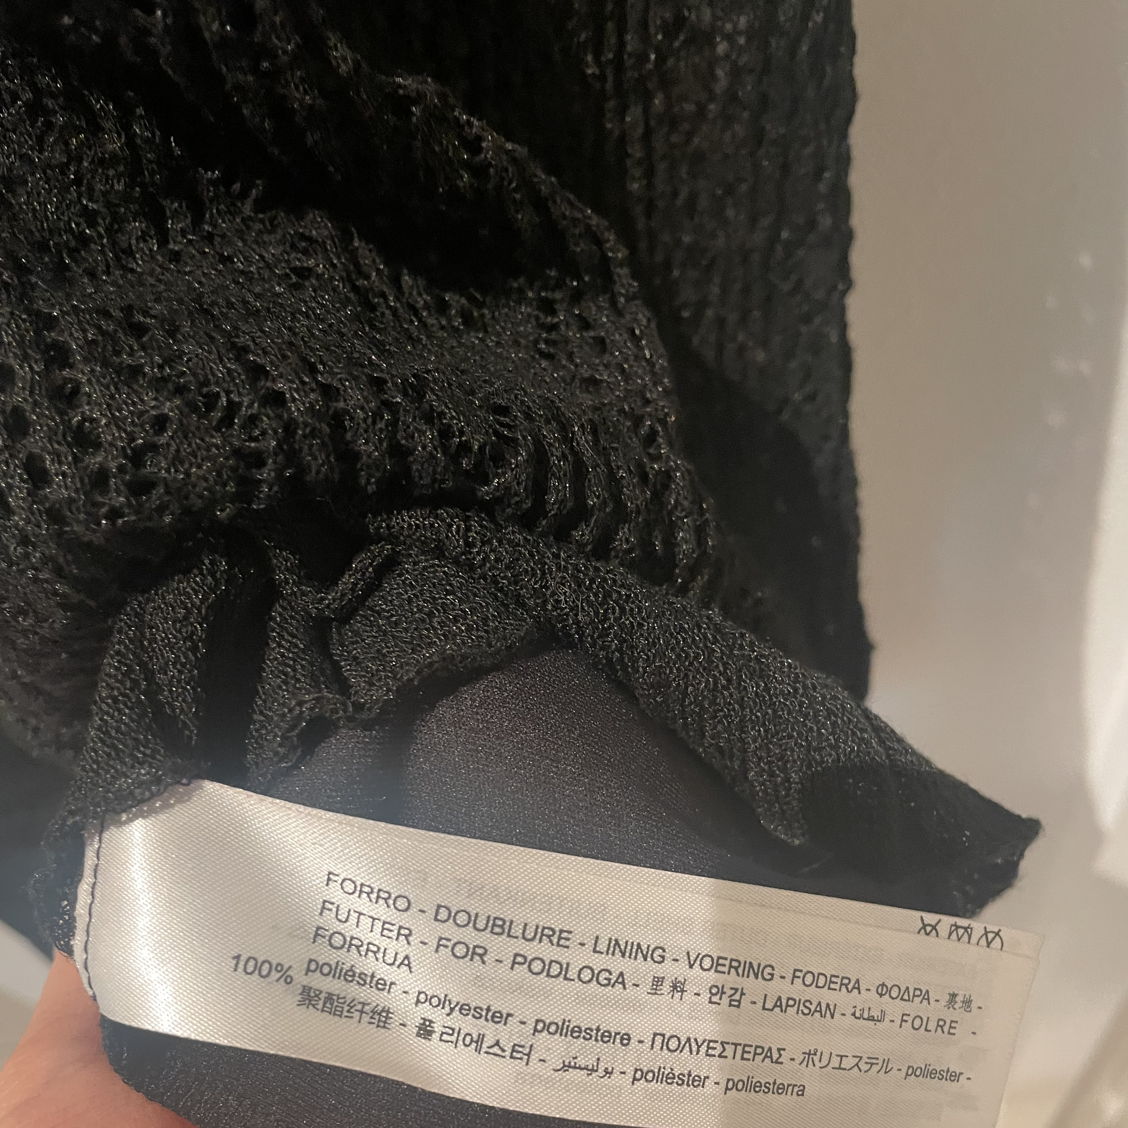 FORRO - DOUBLURE - LINING - VOERING - FODERA - ΦΟΔΡΑ - 裏地 -
FUTTER - FOR - PODLOGA - 里料 - 안감 - LAPISAN - البطانة - FOLRE -
FORRUA
100% poliéster - polyester - poliestere - ΠΟΛΥΕΣΤΕΡΑΣ - ポリエステル - poliester -
聚酯纤维 - 폴리에스터 - بوليستير - polièster - poliesterra